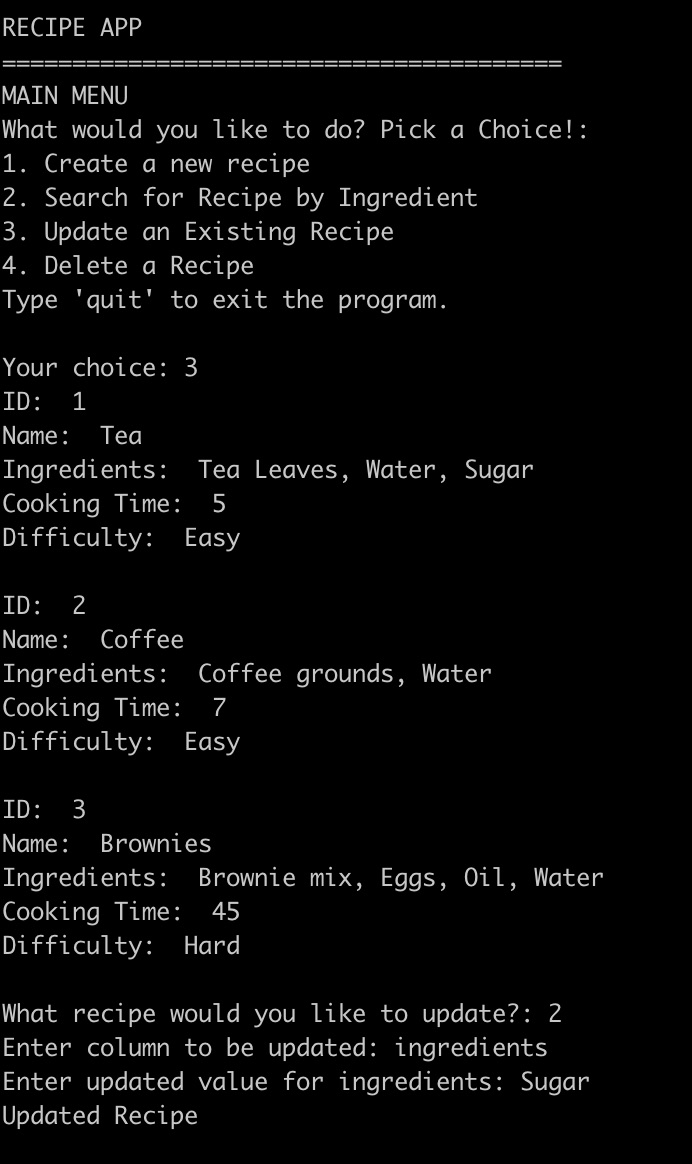 RECIPE APP
========================================
MAIN MENU
What would you like to do? Pick a Choice!:
1. Create a new recipe
2. Search for Recipe by Ingredient
3. Update an Existing Recipe
4. Delete a Recipe
Type 'quit' to exit the program.
Your choice: 3
ID:  1
Name:  Tea
Ingredients:  Tea Leaves, Water, Sugar
Cooking Time:  5
Difficulty:  Easy
ID:  2
Name:  Coffee
Ingredients:  Coffee grounds, Water
Cooking Time:  7
Difficulty:  Easy
ID:  3
Name:  Brownies
Ingredients:  Brownie mix, Eggs, Oil, Water
Cooking Time:  45
Difficulty:  Hard
What recipe would you like to update?: 2
Enter column to be updated: ingredients
Enter updated value for ingredients: Sugar
Updated Recipe